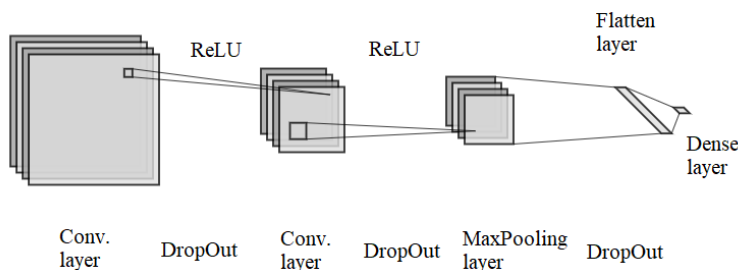 Flatten
layer
ReLU
ReLU
Dense
layer
Conv.
layer
DropOut
Conv.
layer
DropOut
MaxPooling
layer
DropOut